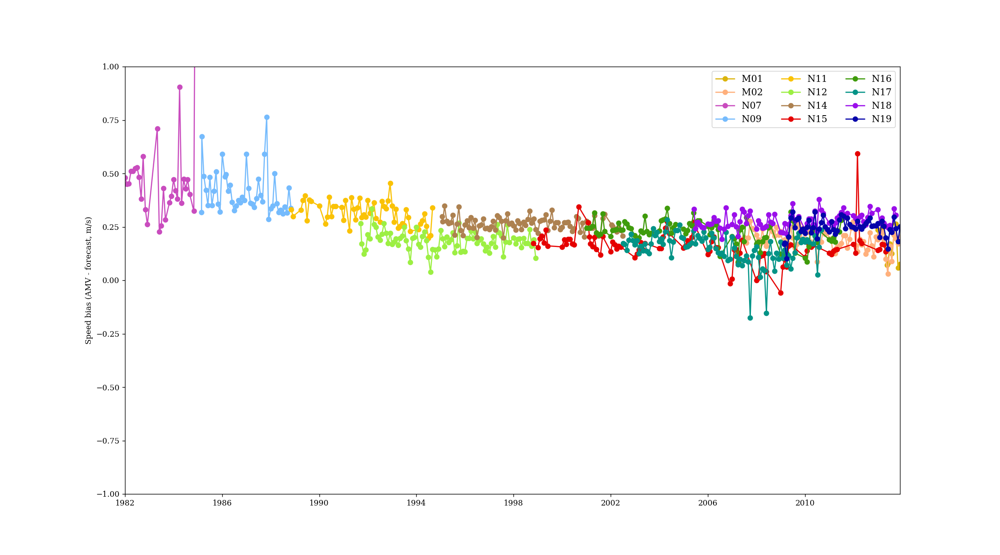 1.00
0.75
0.50
0.25
0.00
−0.25
−0.50
−0.75
−1.00
Speed bias (AMV - forecast, m/s)
1982 1986 1990 1994 1998 2002 2006 2010
M01 N11 N16
M02 N12 N17
N07 N14 N18
N09 N15 N19